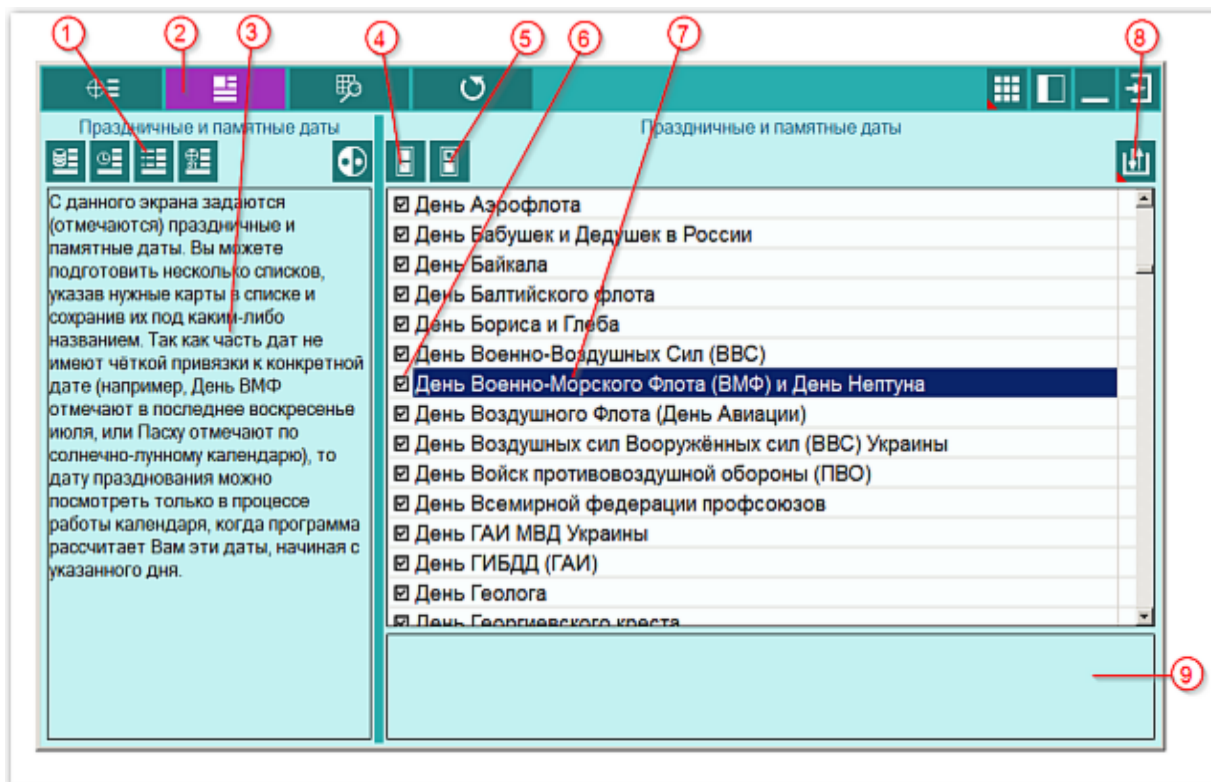 1 2 3 4 5 6 7 8
Праздничные и памятные даты
Праздничные и памятные даты
С данного экрана задаются
(отмечаются) праздничные и
памятные даты. Вы можете
подготовить несколько списков,
указав нужные карты в списке и
сохранив их под каким-либо
названием. Так как часть дат не
имеют чёткой привязки к конкретной
дате (например, День ВМФ
отмечают в последнее воскресенье
июля, или Пасху отмечают по
солнечно-лунному календарю), то
дату празднования можно
посмотреть только в процессе
работы календаря, когда программа
рассчитает Вам эти даты, начиная с
указанного дня.
День Аэрофлота
День Бабушек и Дедушек в России
День Байкала
День Балтийского флота
День Бориса и Глеба
День Военно-Воздушных Сил (ВВС)
День Военно-Морского Флота (ВМФ) и День Нептуна
День Воздушного Флота (День Авиации)
День Воздушных сил Вооружённых сил (ВВС) Украины
День Войск противовоздушной обороны (ПВО)
День Всемирной федерации профсоюзов
День ГАИ МВД Украины
День ГИБДД (ГАИ)
День Геолога
День Георгиевского креста
9